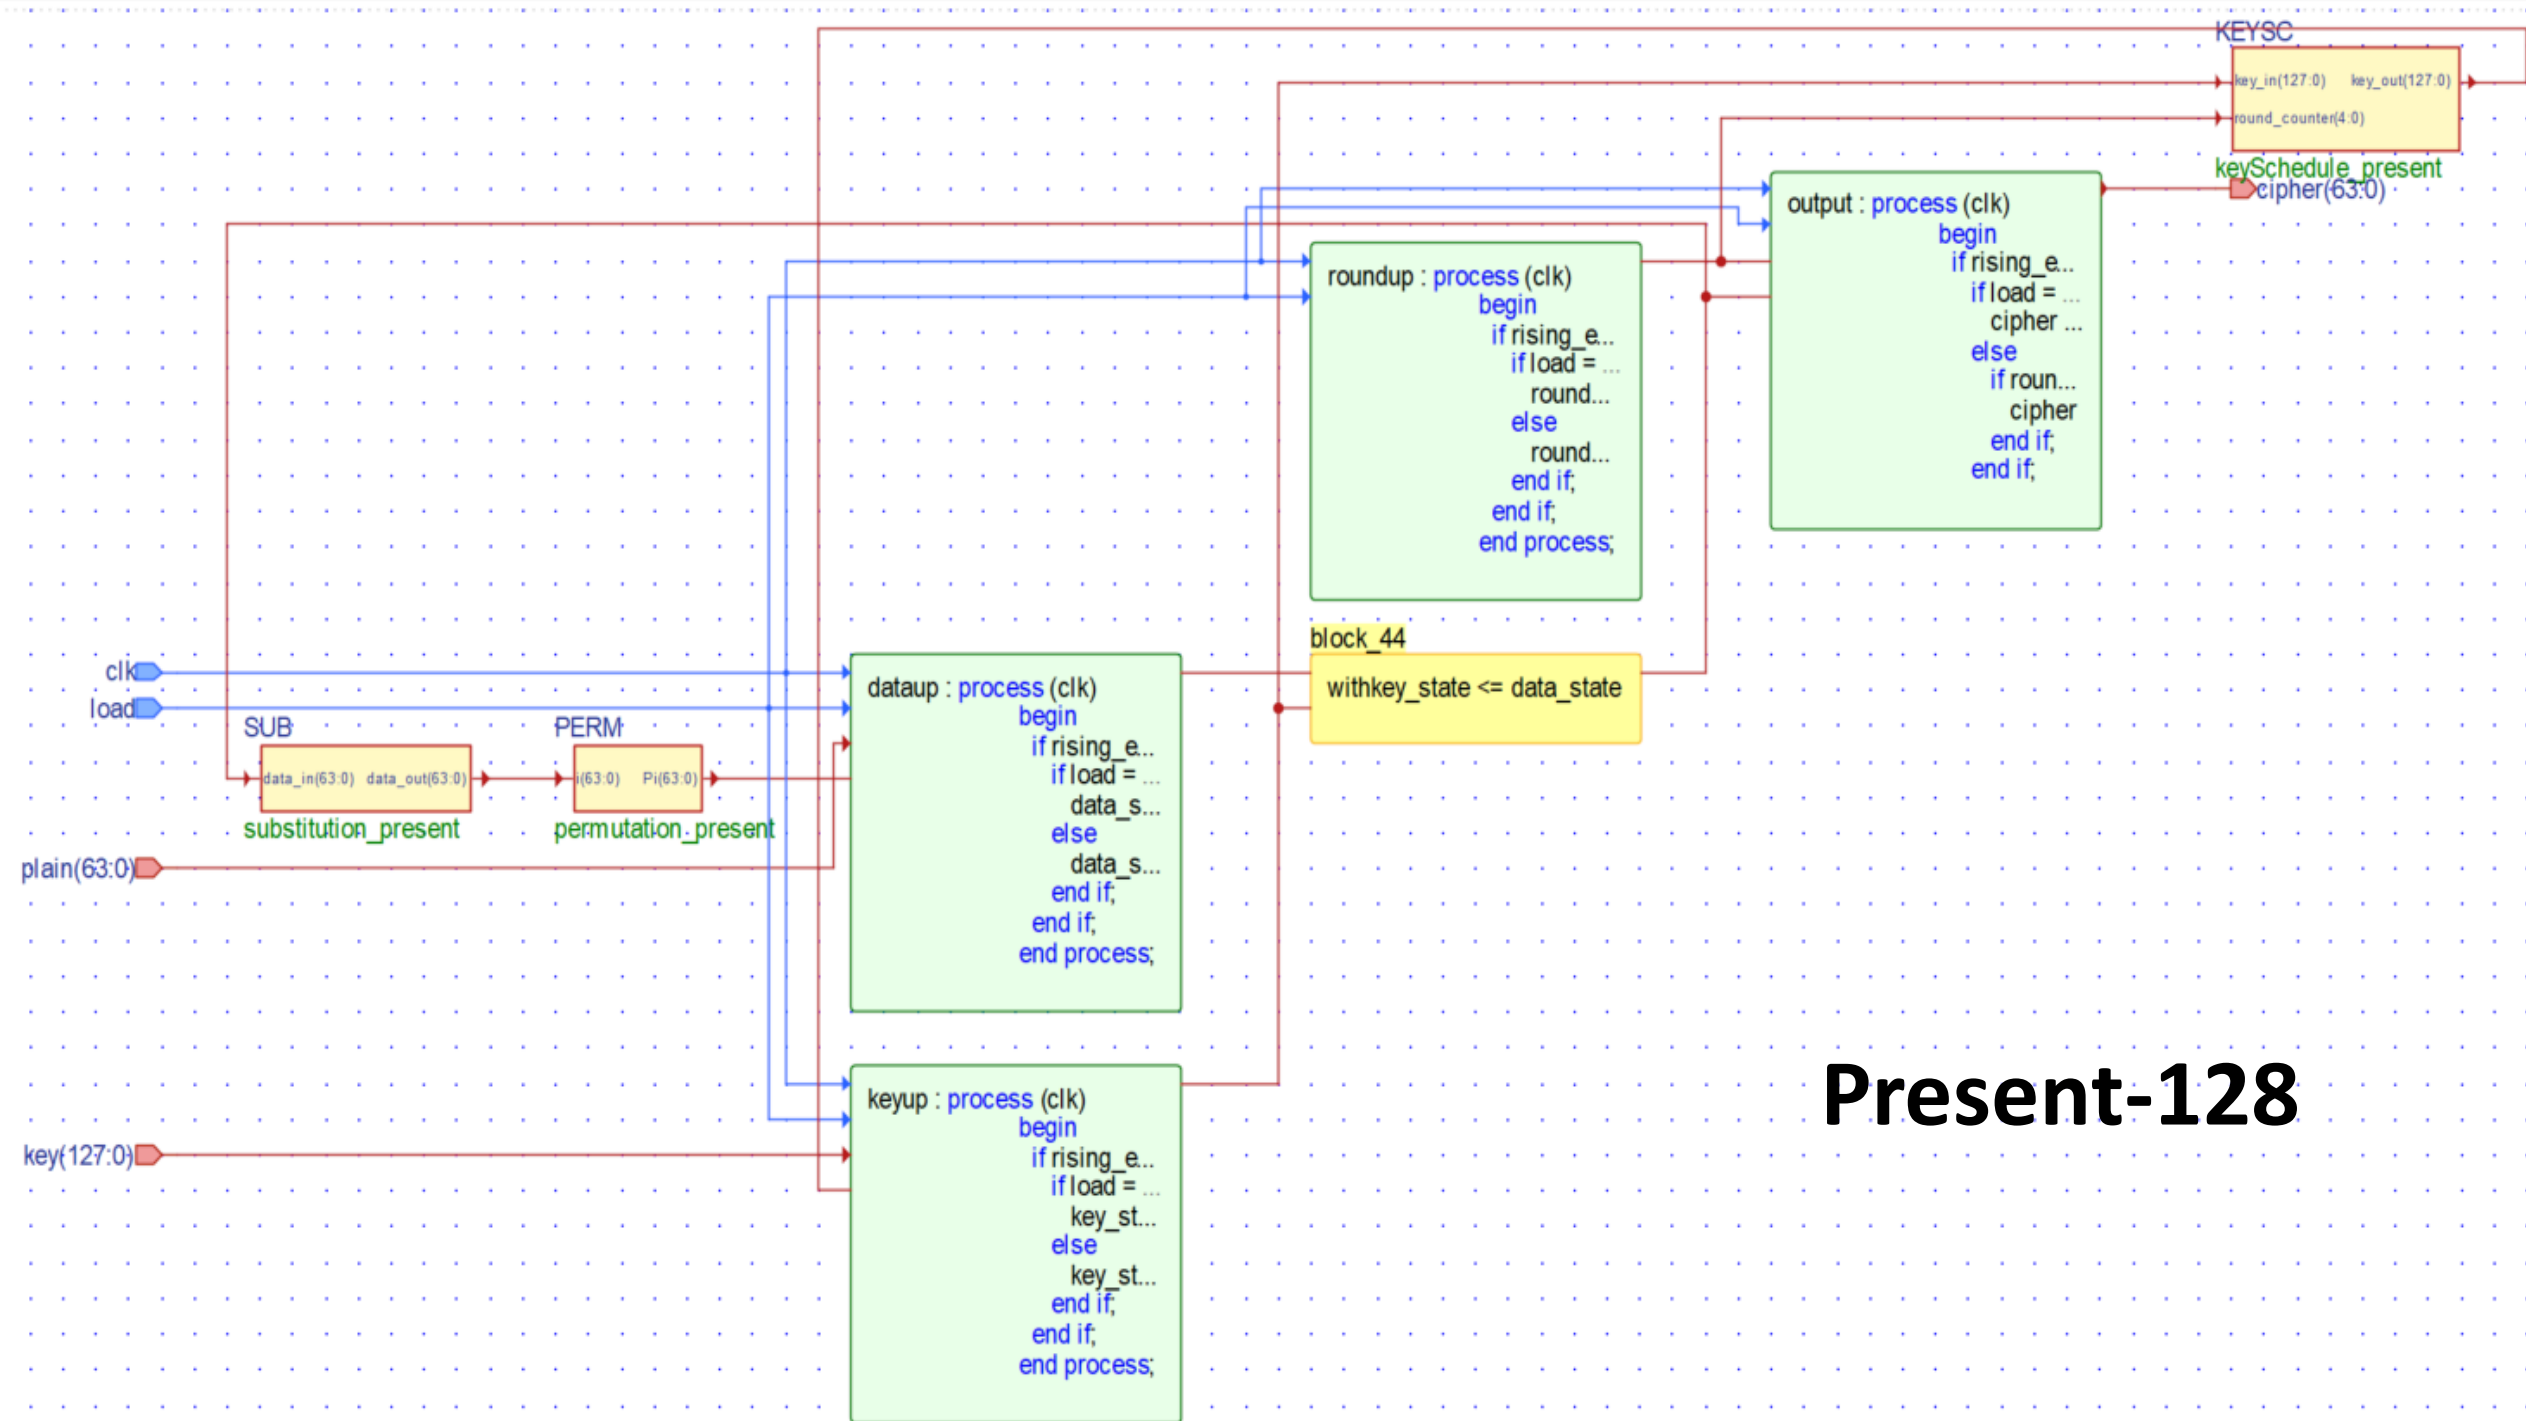 KEYSC
key_in(127:0) key_out(127:0)
round_counter(4:0)
keySchedule_present
cipher(63:0)
output : process (clk)
begin
if rising_e...
if load = ...
cipher ...
else
if roun...
cipher
end if;
end if;
roundup : process (clk)
begin
if rising_e...
if load = ...
round...
else
round...
end if;
end if;
end process;
block_44
withkey_state <= data_state
clk
load
SUB
data_in(63:0) data_out(63:0)
substitution_present
PERM
i(63:0) Pi(63:0)
permutation_present
plain(63:0)
dataup : process (clk)
begin
if rising_e...
if load = ...
data_s...
else
data_s...
end if;
end if;
end process;
key(127:0)
keyup : process (clk)
begin
if rising_e...
if load = ...
key_st...
else
key_st...
end if;
end if;
end process;
Present-128